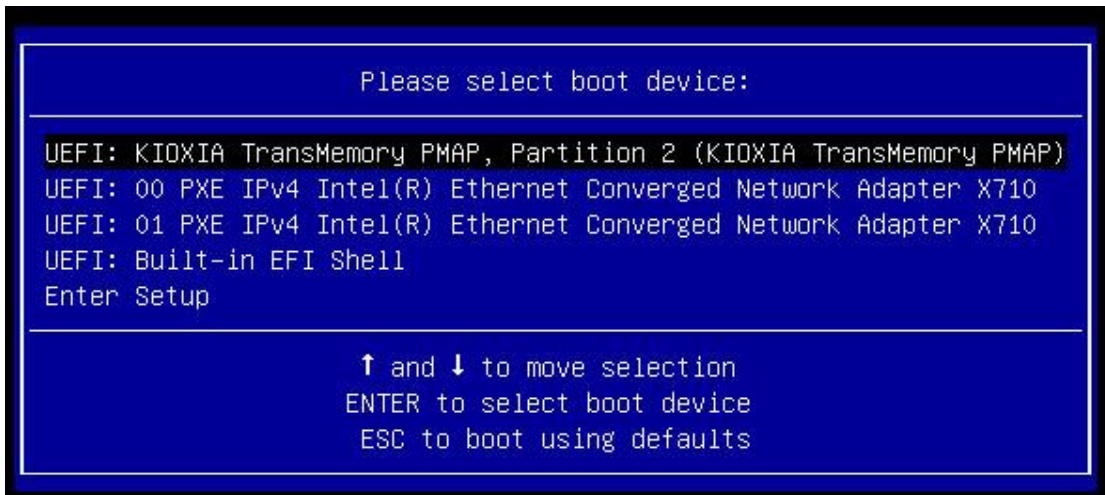 Please select boot device:
UEFI: KIOXIA TransMemory PMAP, Partition 2 (KIOXIA TransMemory PMAP)
UEFI: 00 PXE IPv4 Intel(R) Ethernet Converged Network Adapter X710
UEFI: 01 PXE IPv4 Intel(R) Ethernet Converged Network Adapter X710
UEFI: Built-in EFI Shell
Enter Setup
↑ and ↓ to move selection
ENTER to select boot device
ESC to boot using defaults